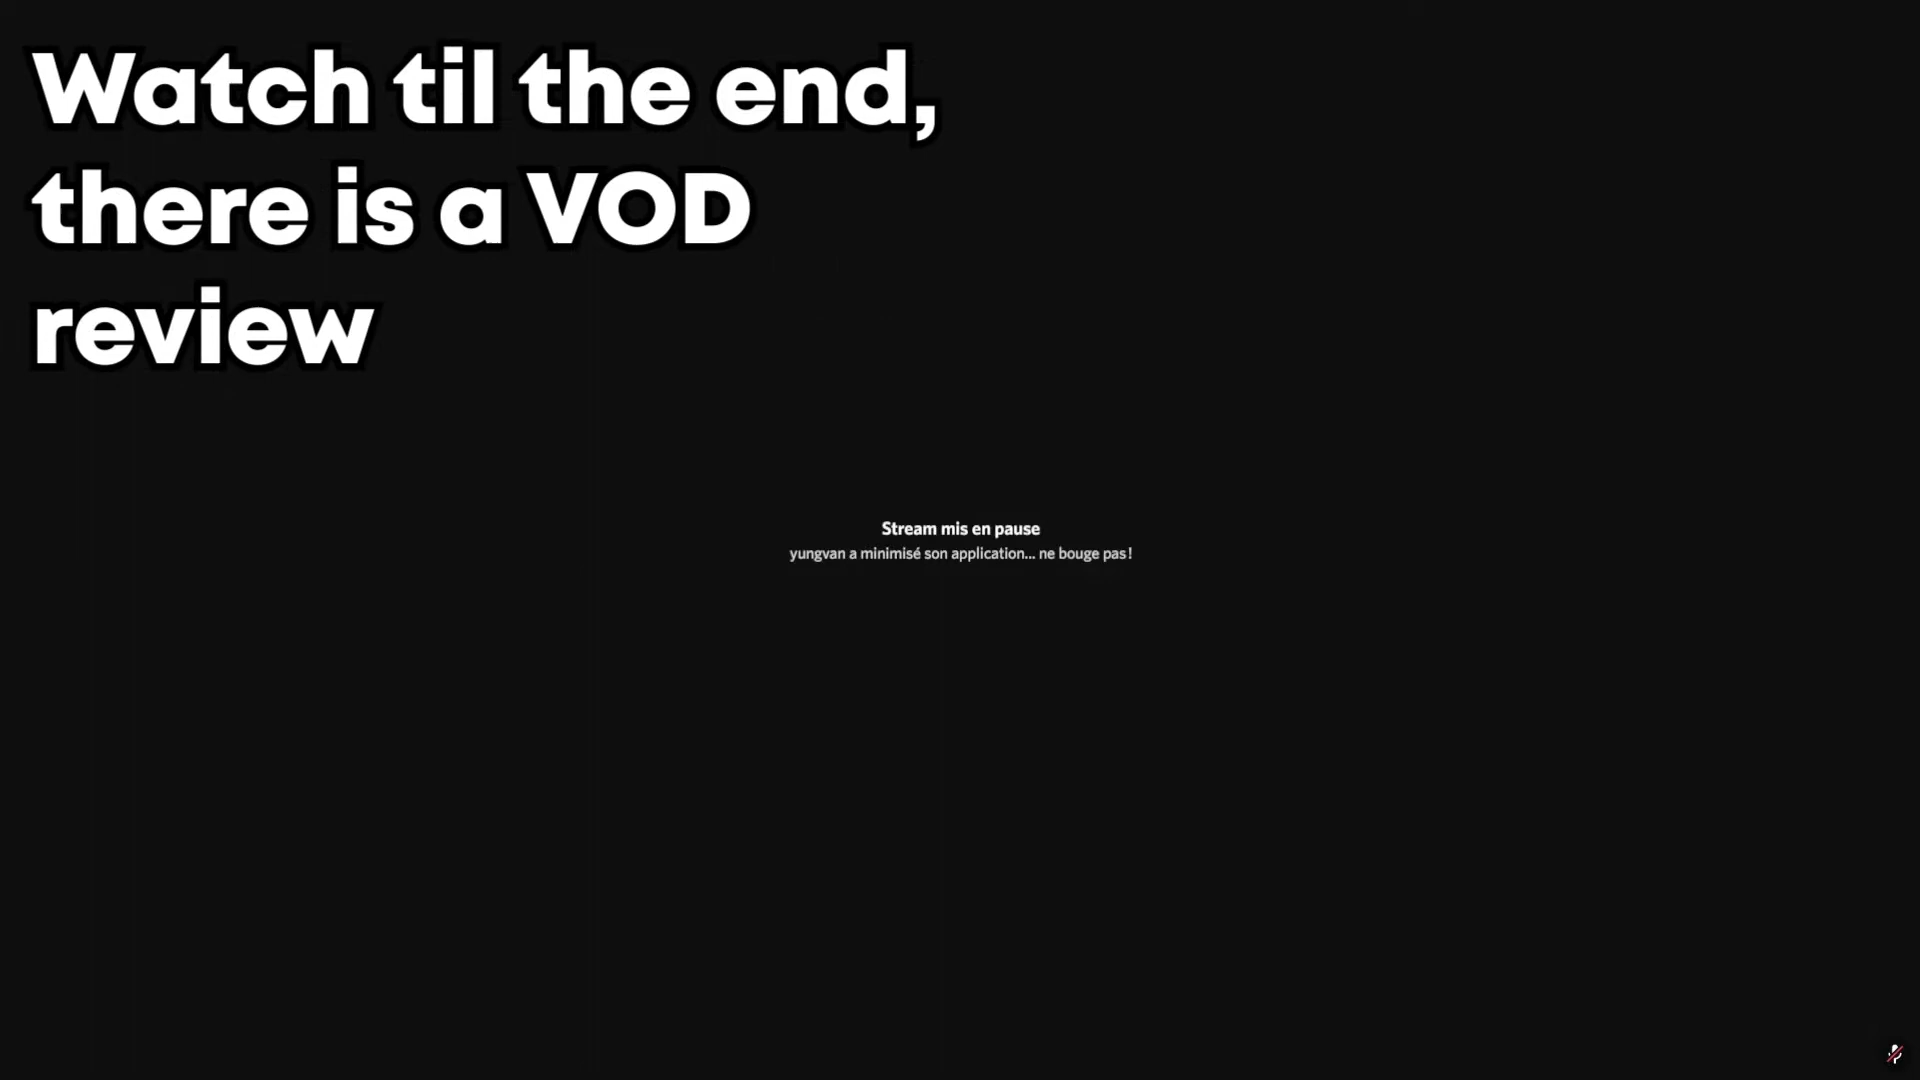 Watch til the end,
there is a VOD
review
Stream mis en pause
yungvan a minimisé son application... ne bouge pas !